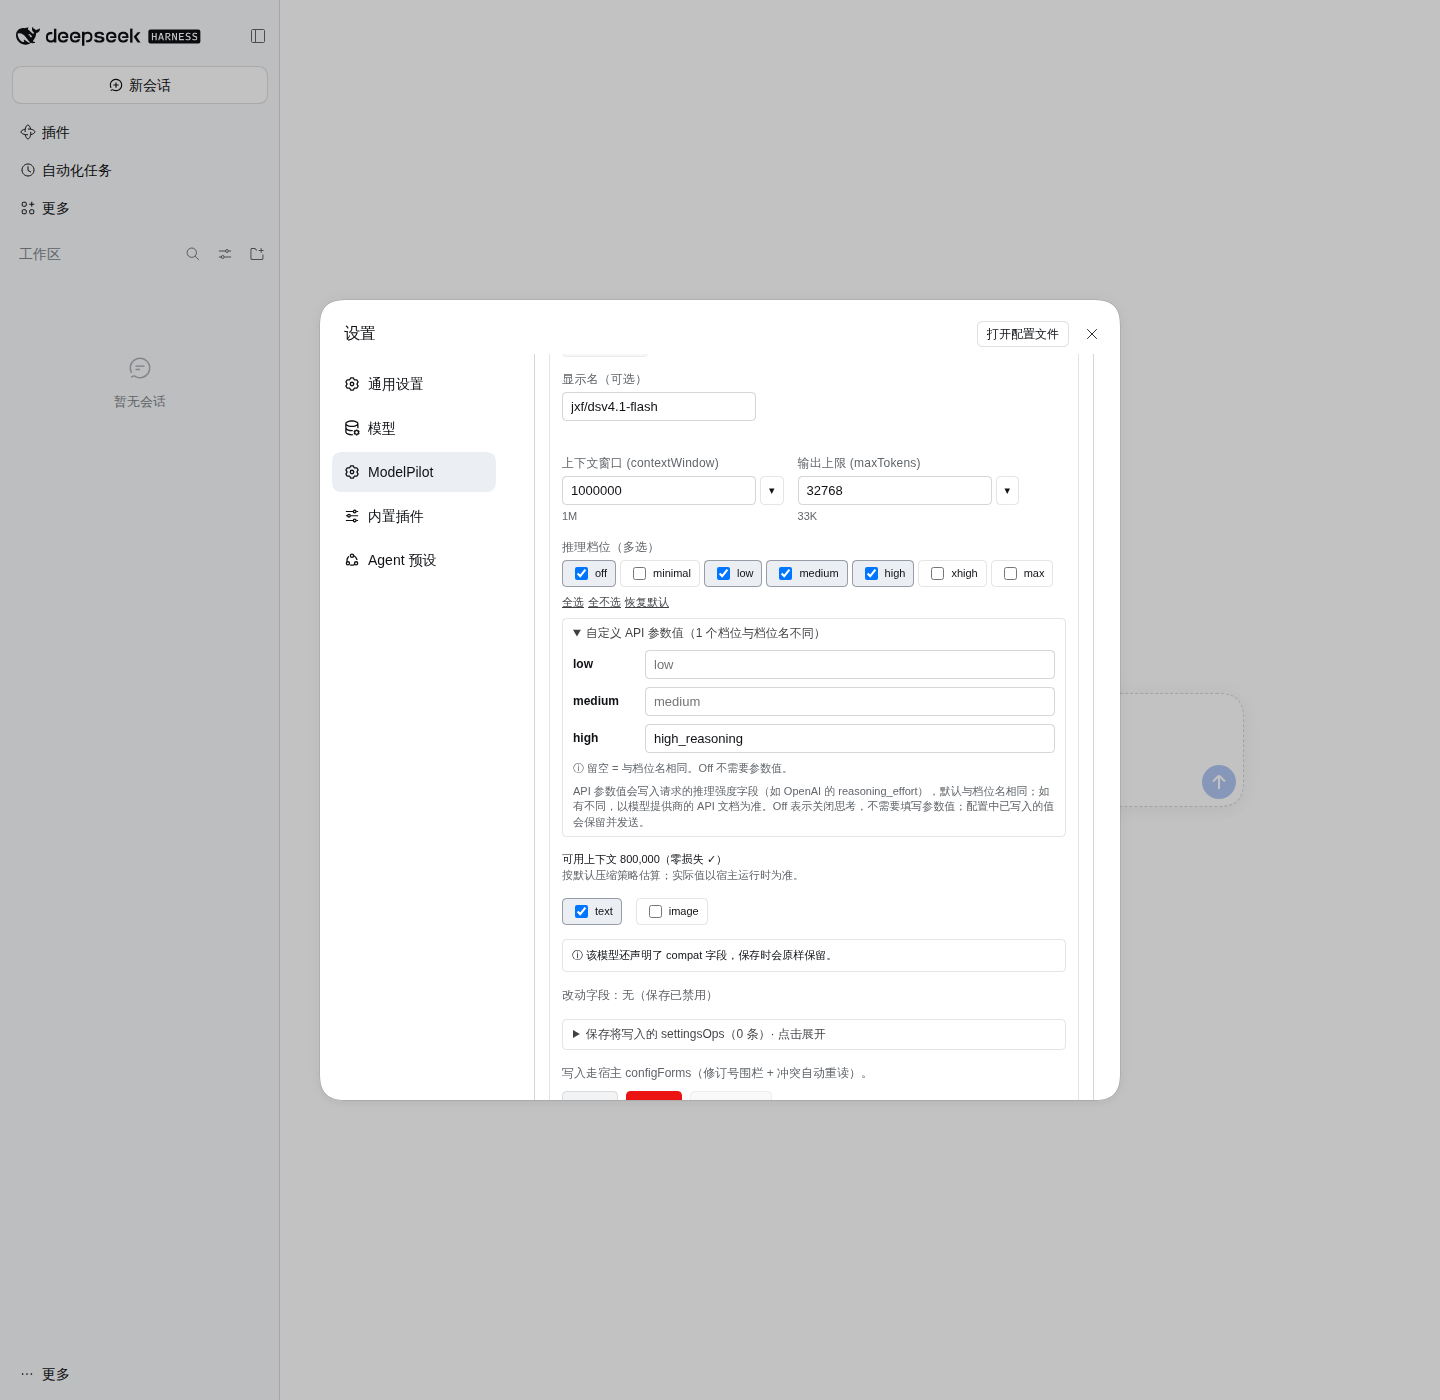 deepseek HARNESS
新会话
插件
自动化任务
更多
工作区
暂无会话
... 更多
设置
打开配置文件
通用设置
模型
ModelPilot
内置插件
Agent 预设
显示名（可选）
jxf/dsv4.1-flash
上下文窗口 (contextWindow) 输出上限 (maxTokens)
1000000 ▾ 32768 ▾
1M 33K
推理档位（多选）
off minimal low medium high xhigh max
全选 全不选 恢复默认
▼ 自定义 API 参数值（1 个档位与档位名不同）
low low
medium medium
high high_reasoning
ⓘ 留空 = 与档位名相同。Off 不需要参数值。
API 参数值会写入请求的推理强度字段（如 OpenAI 的 reasoning_effort），默认与档位名相同；如
有不同，以模型提供商的 API 文档为准。Off 表示关闭思考，不需要填写参数值；配置中已写入的值
会保留并发送。
可用上下文 800,000（零损失 ✓）
按默认压缩策略估算；实际值以宿主运行时为准。
text image
ⓘ 该模型还声明了 compat 字段，保存时会原样保留。
改动字段：无（保存已禁用）
▶ 保存将写入的 settingsOps（0 条）· 点击展开
写入走宿主 configForms（修订号围栏 + 冲突自动重读）。